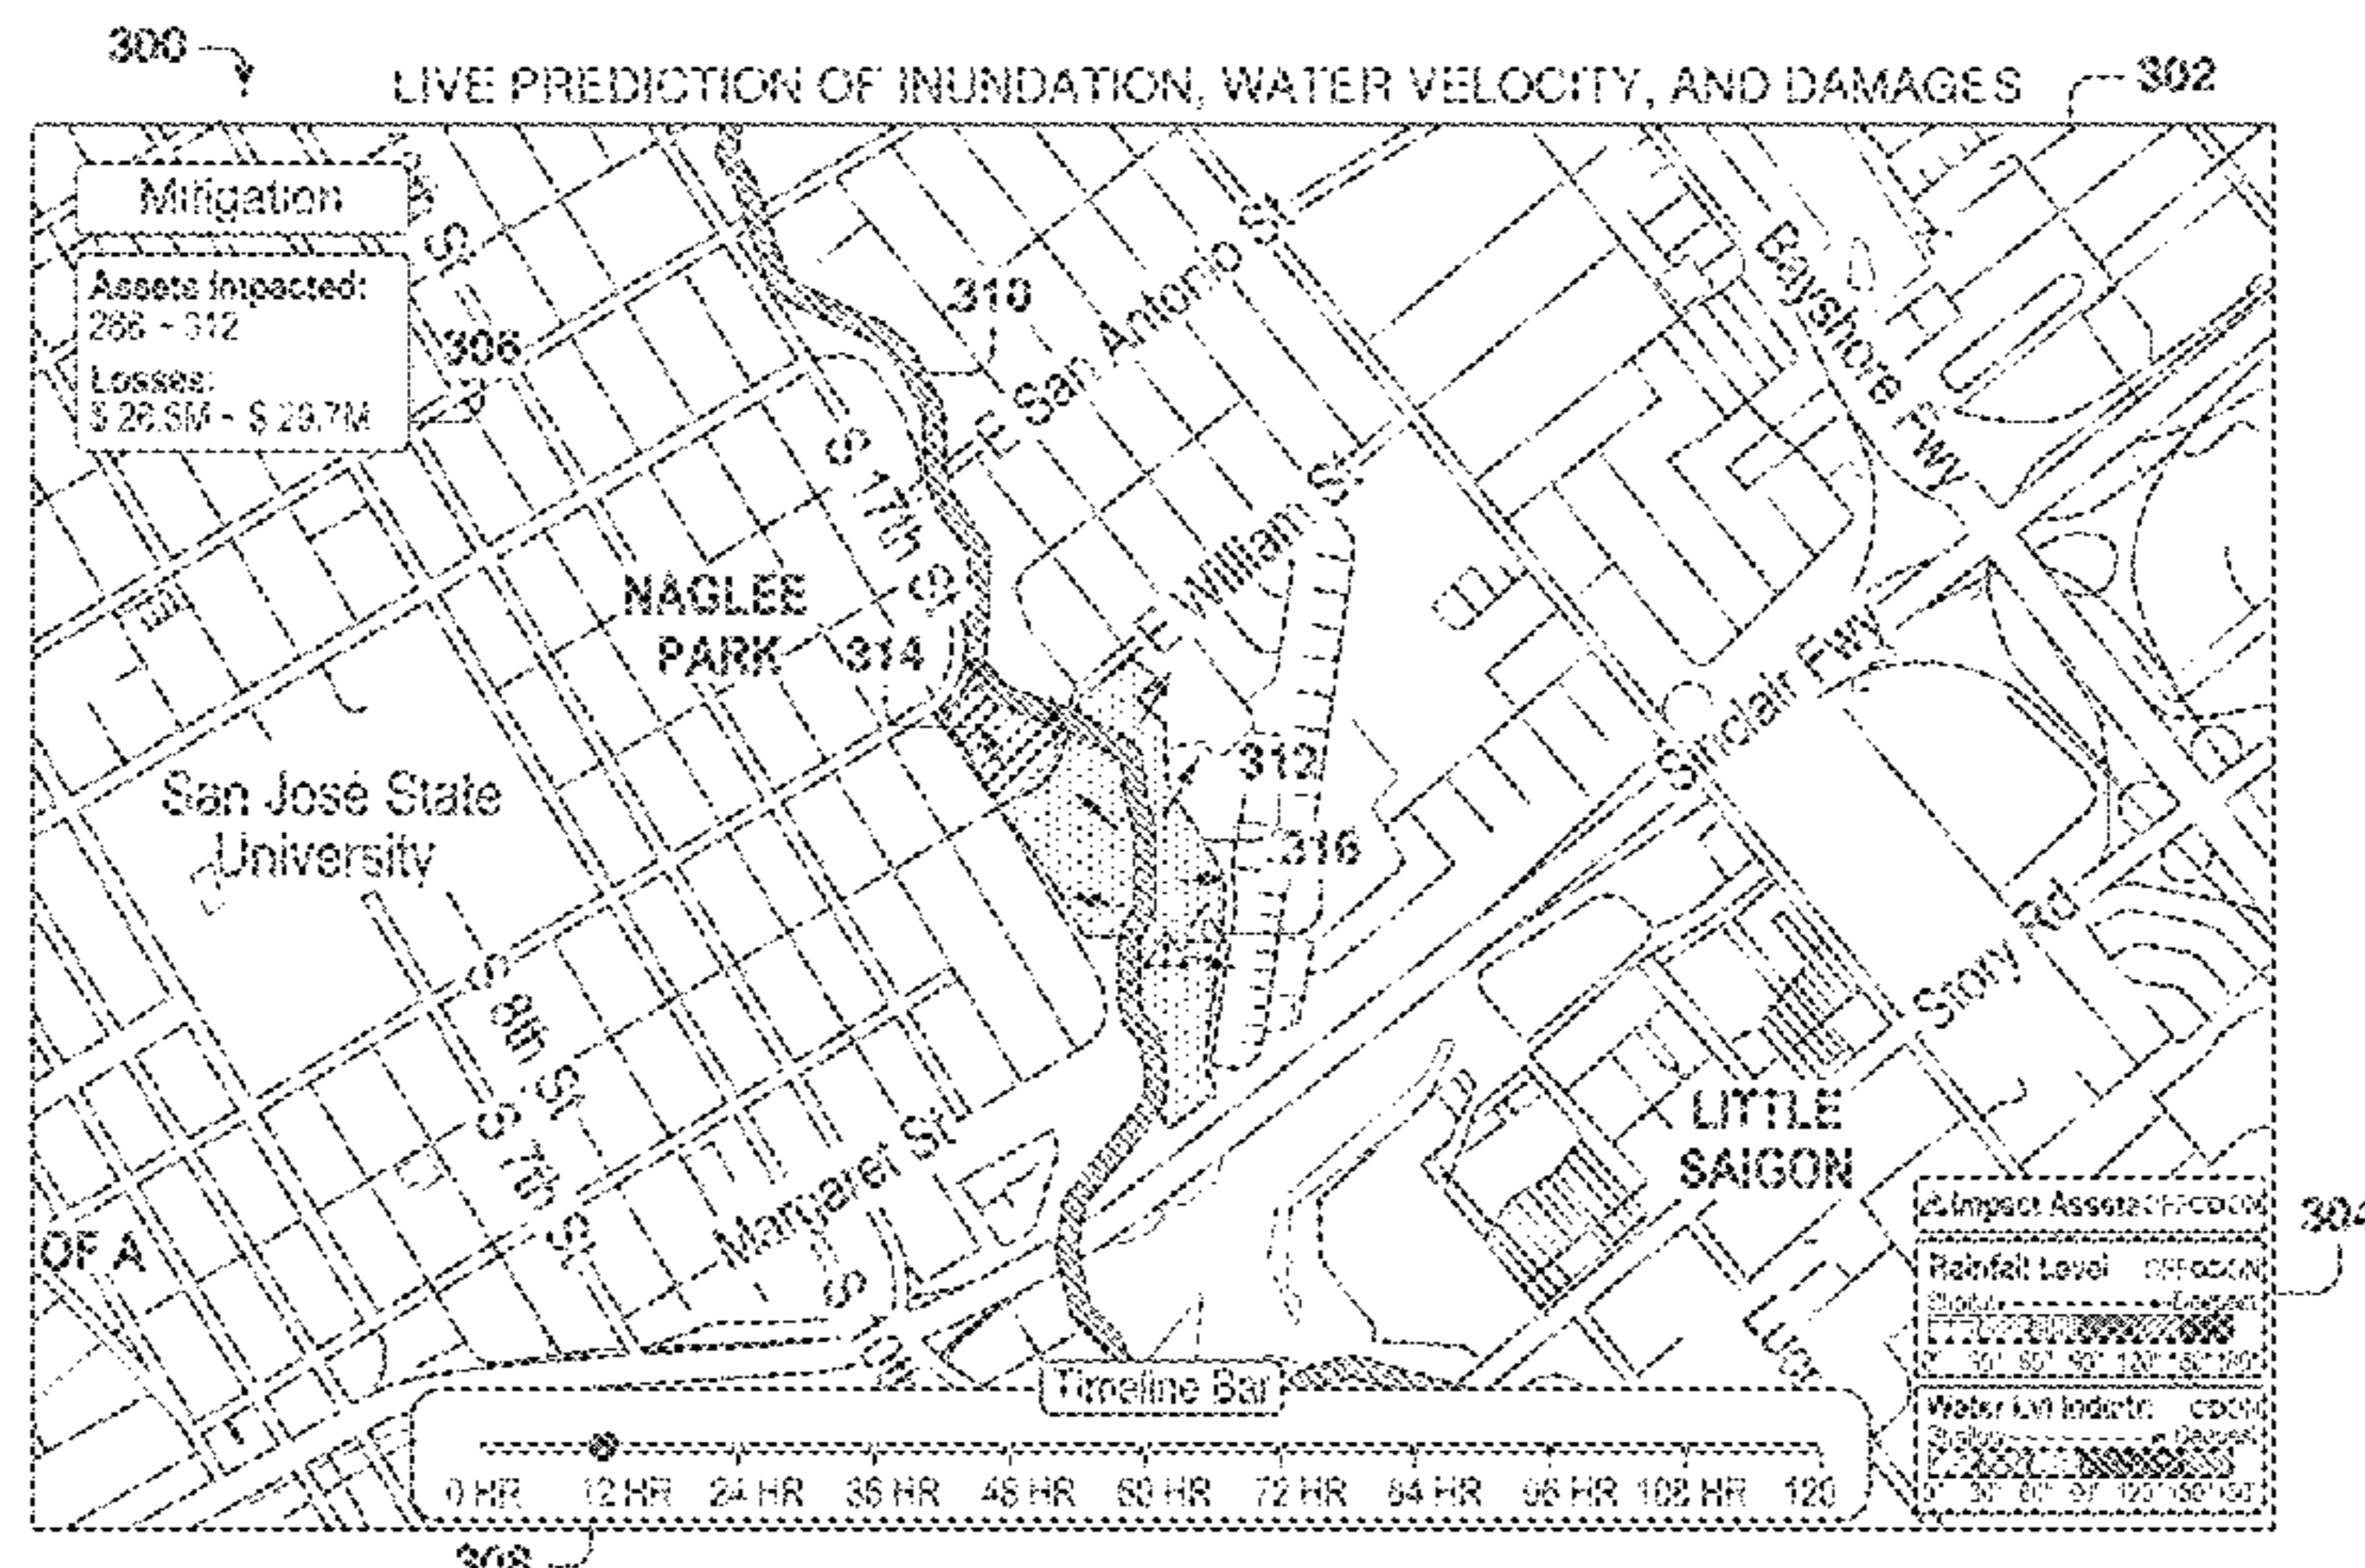 300
LIVE PREDICTION OF INUNDATION, WATER VELOCITY, AND DAMAGES
302
Mitigation
St
Assets Impacted:
Losses:
306
310
E San Antonio St
Bayshore Fwy
S 17th St
E William St
NAGLEE
PARK
314
312
316
Sinclair Fwy
San José State
University
Story Rd
S 8th St
S 7th St
Margaret St
S
LITTLE
SAIGON
OF A
Impact Assets
304
Rainfall Level
Lucr
Timeline Bar
0 HR 12 HR 24 HR 36 HR 48 HR 60 HR 72 HR 84 HR 96 HR 108 HR 120
308